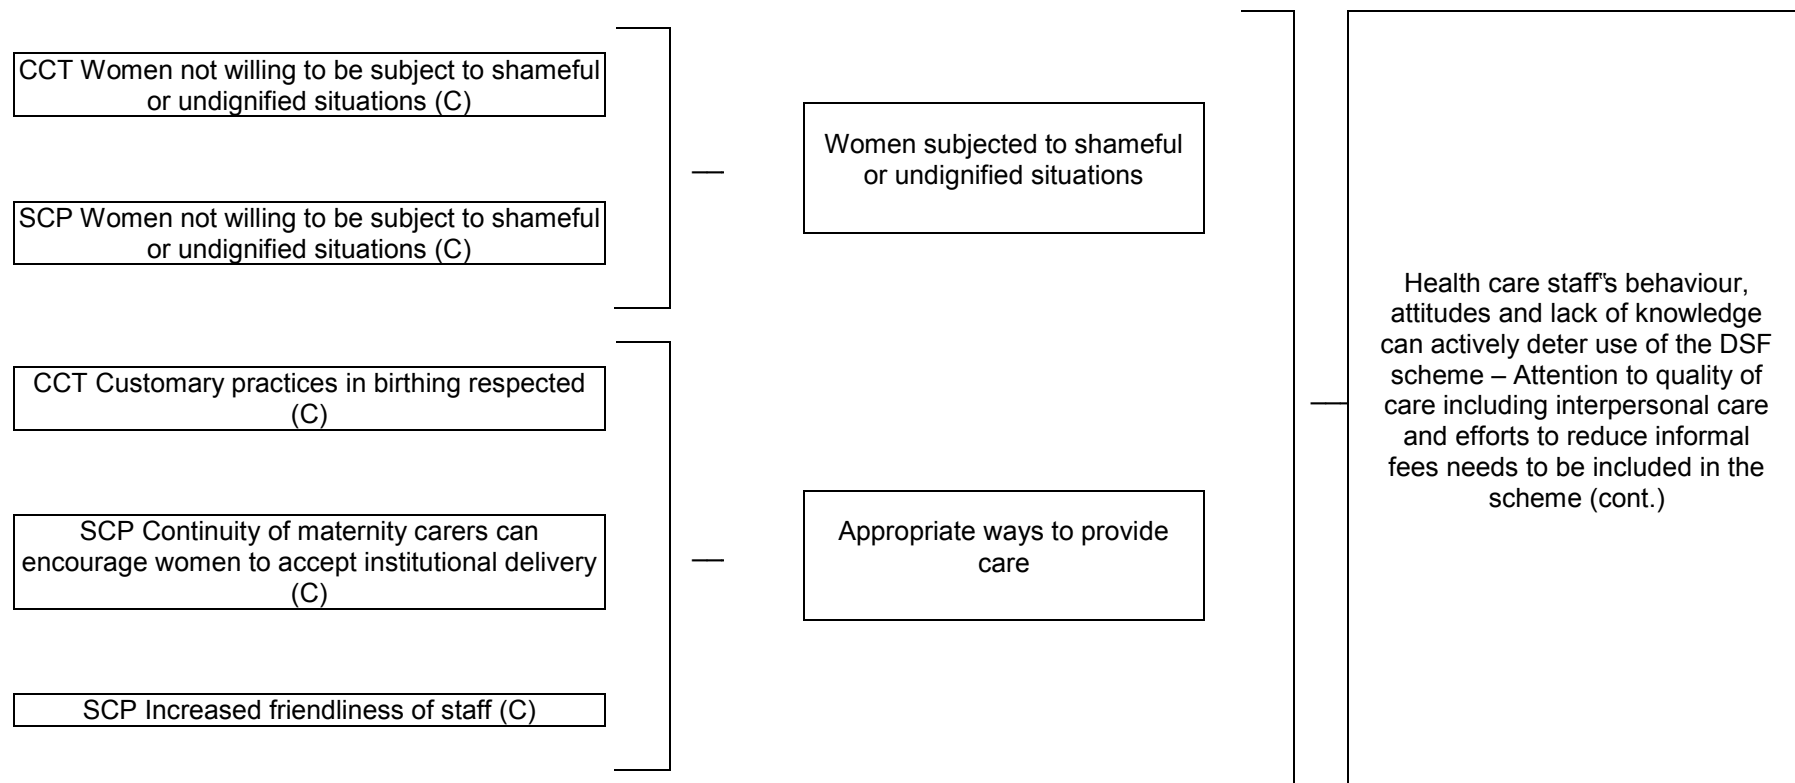 CCT Women not willing to be subject to shameful
or undignified situations (C)
SCP Women not willing to be subject to shameful
or undignified situations (C)
Women subjected to shameful
or undignified situations
CCT Customary practices in birthing respected
(C)
SCP Continuity of maternity carers can
encourage women to accept institutional delivery
(C)
SCP Increased friendliness of staff (C)
Appropriate ways to provide
care
Health care staff‟s behaviour,
attitudes and lack of knowledge
can actively deter use of the DSF
scheme – Attention to quality of
care including interpersonal care
and efforts to reduce informal
fees needs to be included in the
scheme (cont.)